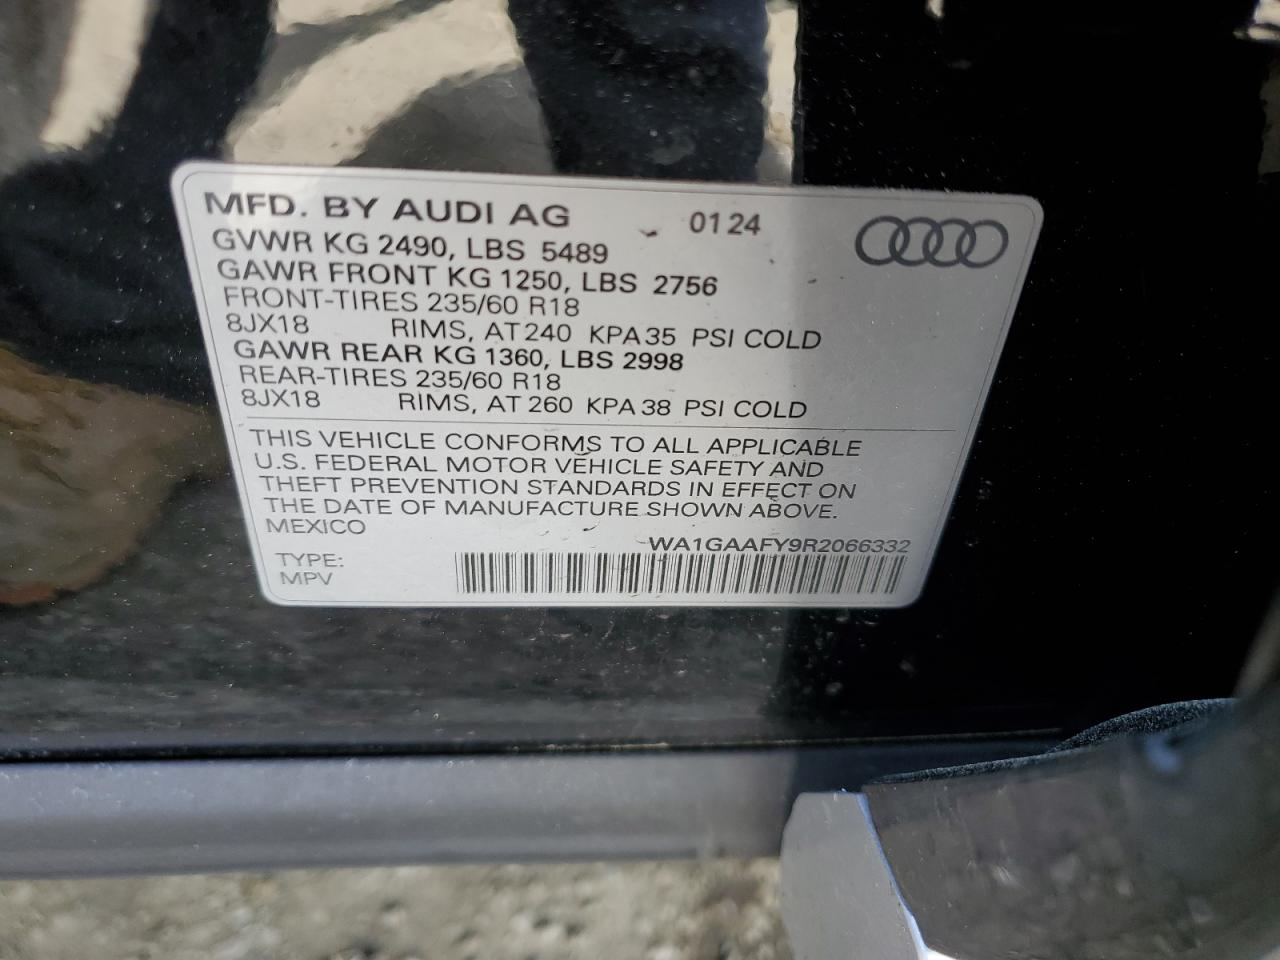 MFD. BY AUDI AG 01 24
GVWR KG 2490, LBS 5489
GAWR FRONT KG 1250, LBS 2756
FRONT-TIRES 235/60 R18
8JX18 RIMS, AT 240 KPA 35 PSI COLD
GAWR REAR KG 1360, LBS 2998
REAR-TIRES 235/60 R18
8JX18 RIMS, AT 260 KPA 38 PSI COLD
THIS VEHICLE CONFORMS TO ALL APPLICABLE
U.S. FEDERAL MOTOR VEHICLE SAFETY AND
THEFT PREVENTION STANDARDS IN EFFECT ON
THE DATE OF MANUFACTURE SHOWN ABOVE.
MEXICO
WA1GAAFY9R2066332
TYPE:
MPV